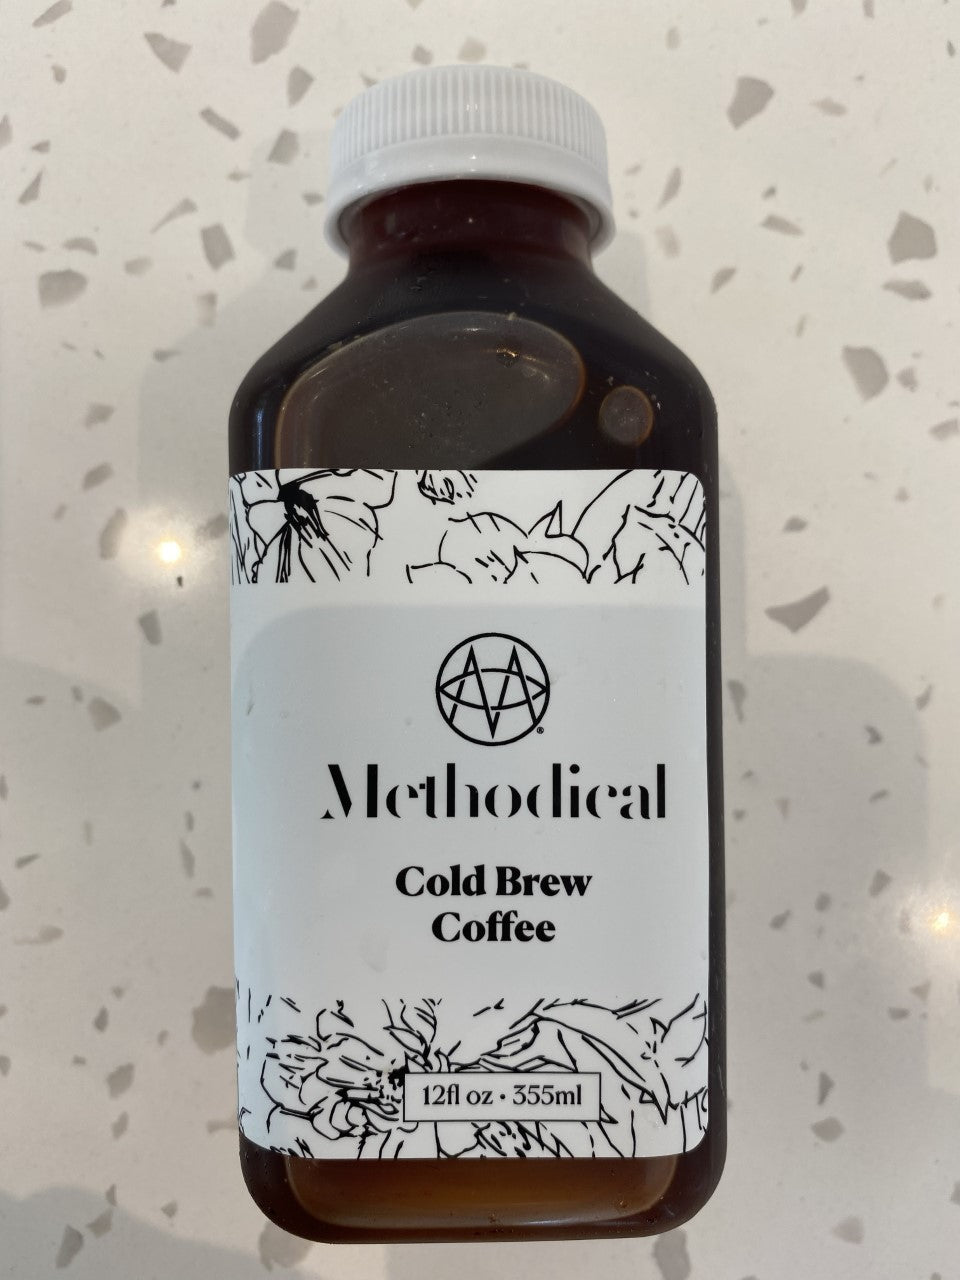 ®
Methodical
Cold Brew
Coffee
12fl oz • 355ml